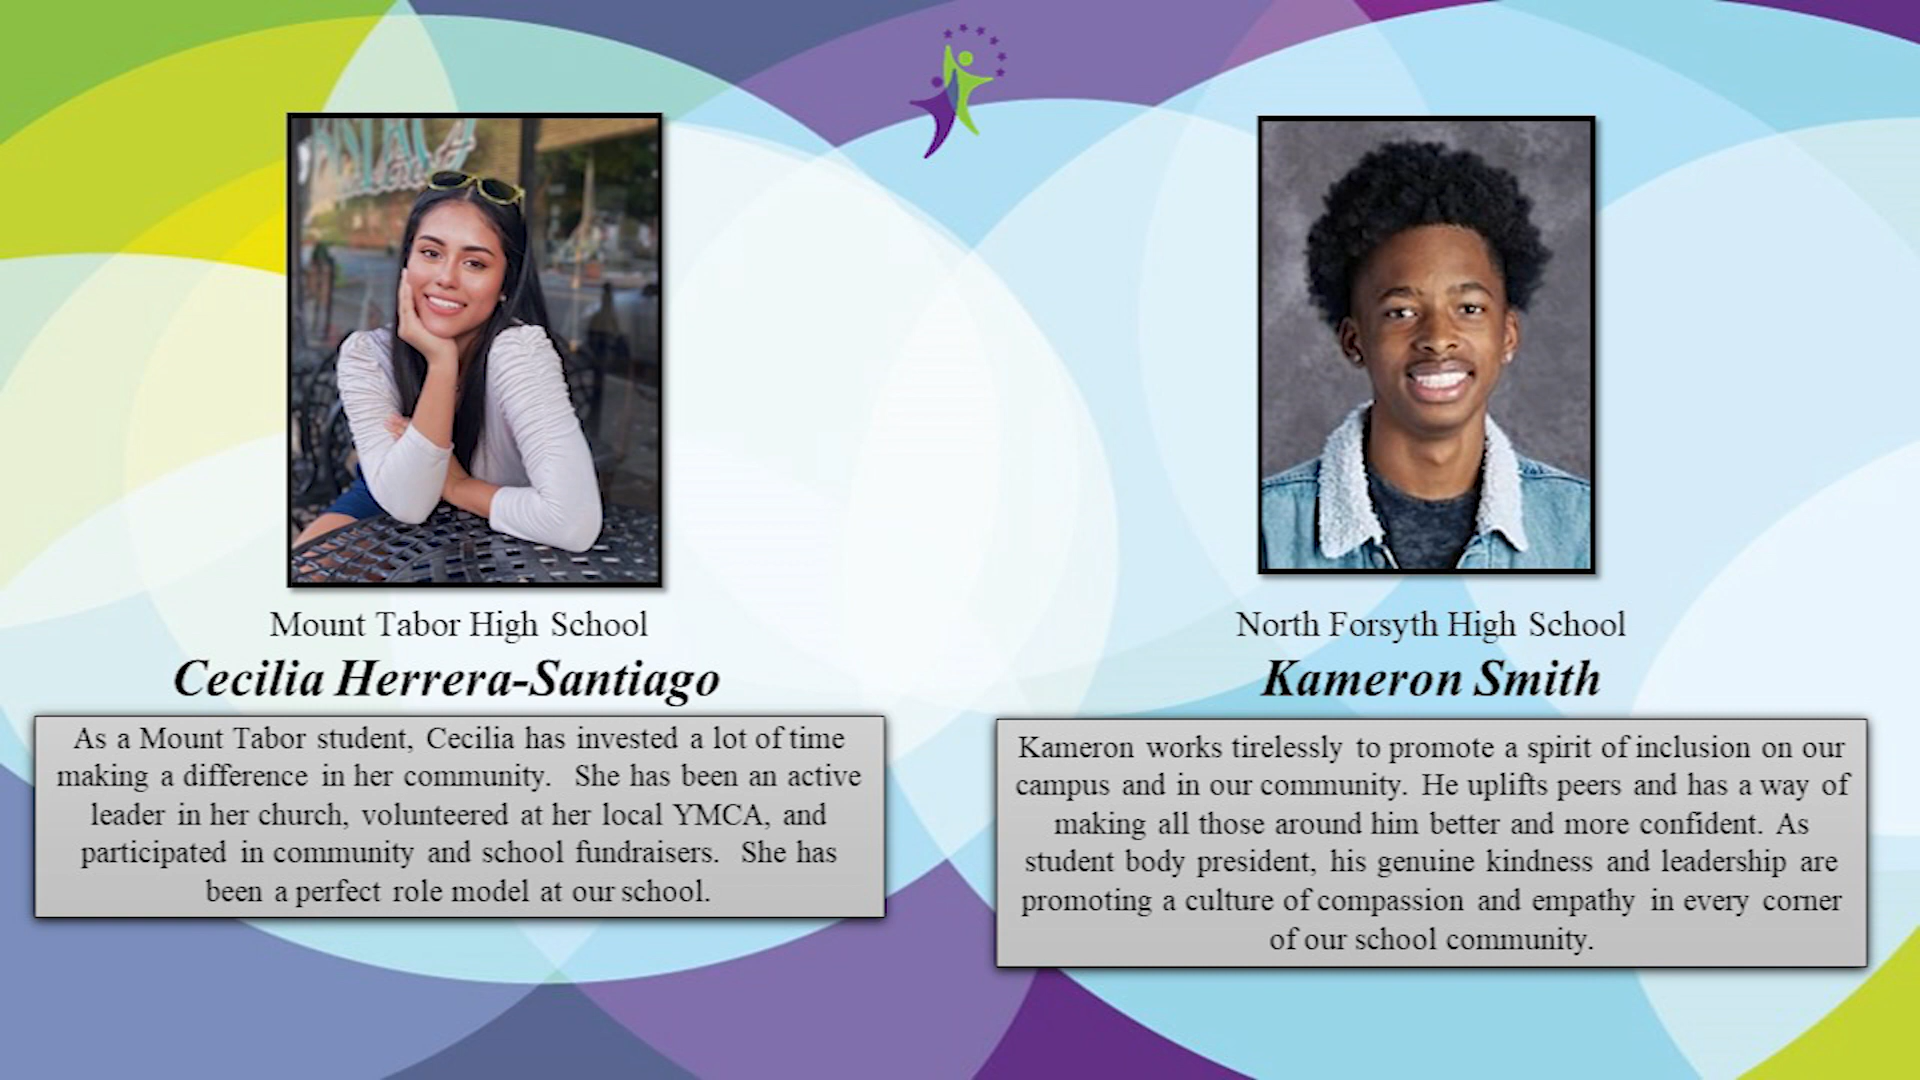 Mount Tabor High School
Cecilia Herrera-Santiago
As a Mount Tabor student, Cecilia has invested a lot of time
making a difference in her community. She has been an active
leader in her church, volunteered at her local YMCA, and
participated in community and school fundraisers. She has
been a perfect role model at our school.
North Forsyth High School
Kameron Smith
Kameron works tirelessly to promote a spirit of inclusion on our
campus and in our community. He uplifts peers and has a way of
making all those around him better and more confident. As
student body president, his genuine kindness and leadership are
promoting a culture of compassion and empathy in every corner
of our school community.